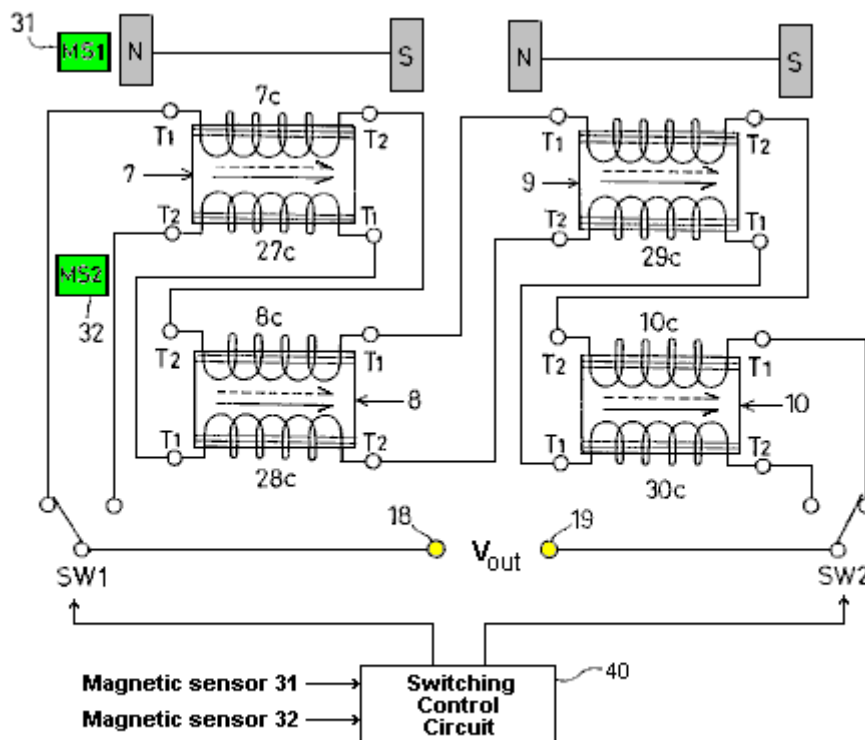 31
MS1
N
S
N
S
7c
T1
T2
7
T2
T1
27c
T1
T2
9
T2
T1
29c
MS2
32
8c
T2
T1
8
T1
T2
28c
10c
T2
T1
10
T1
T2
30c
18
19
Vout
SW1
SW2
40
Magnetic sensor 31
Magnetic sensor 32
Switching
Control
Circuit